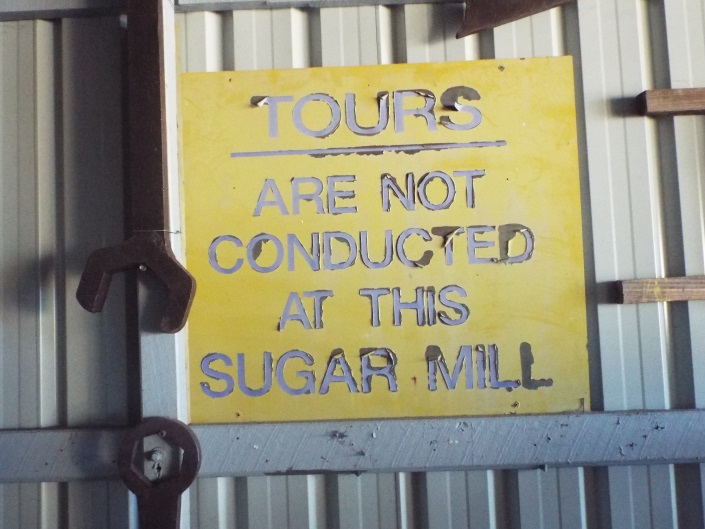 TOURS
ARE NOT
CONDUCTED
AT THIS
SUGAR MILL